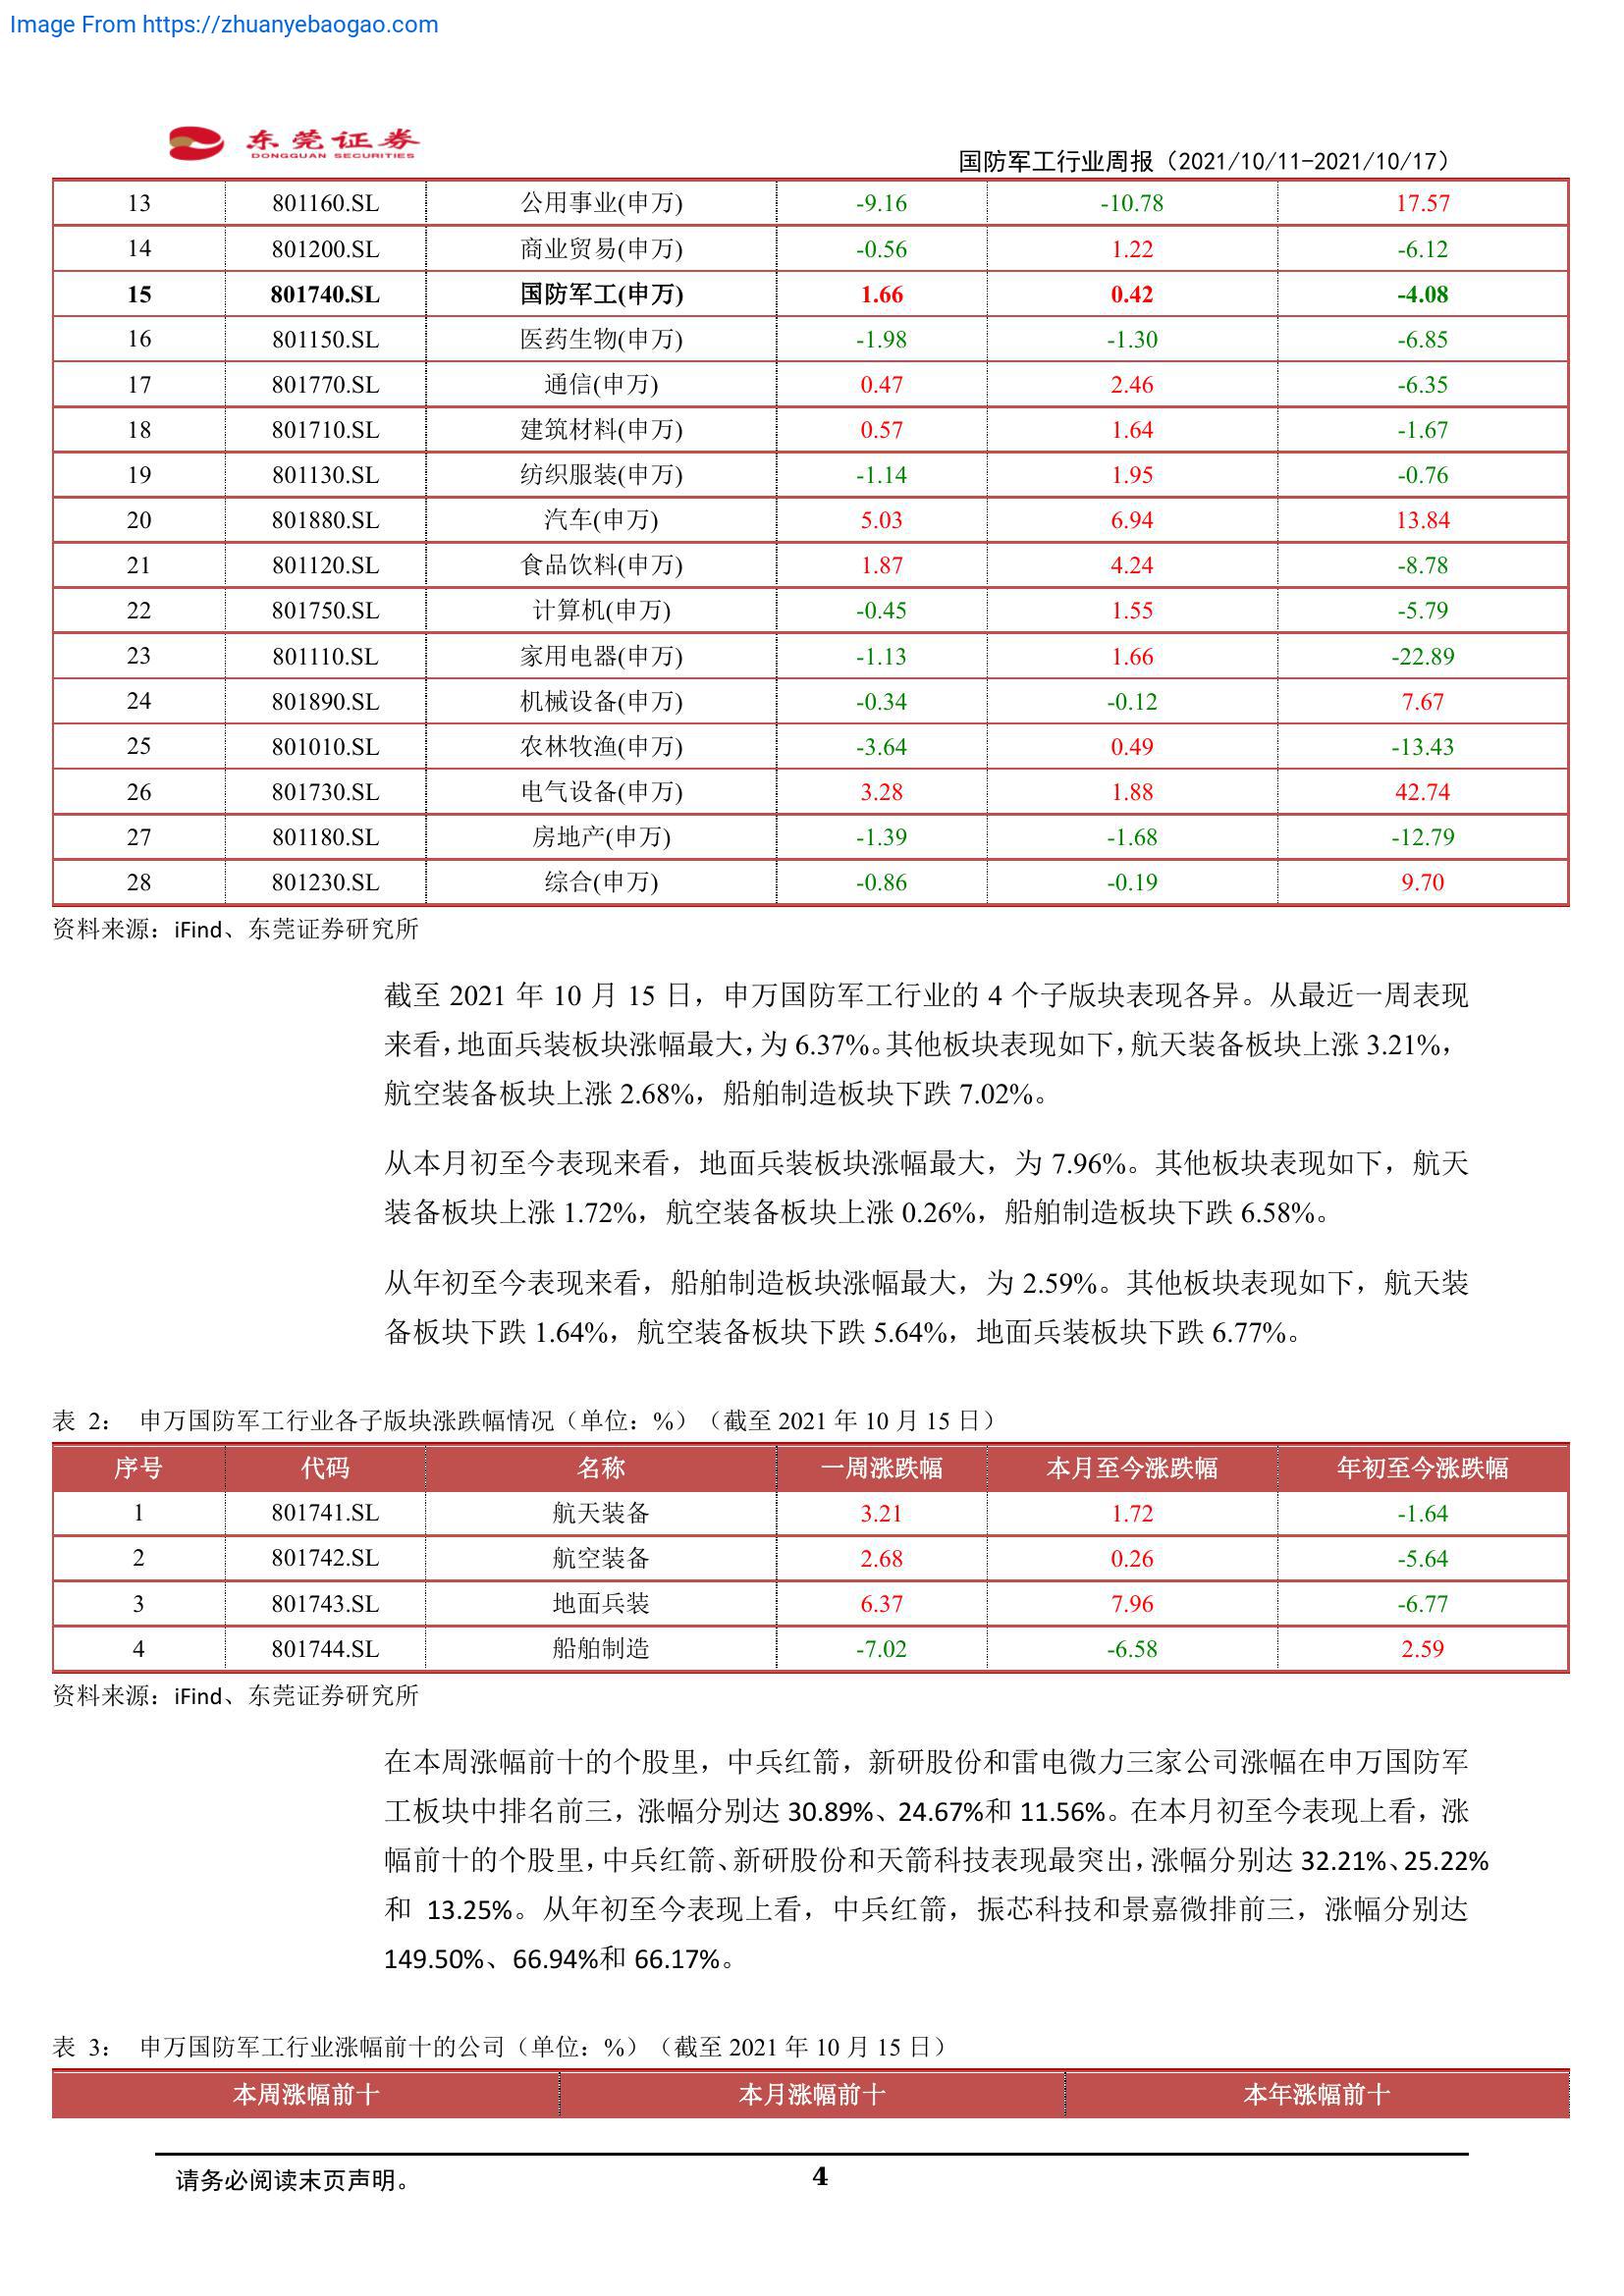 Image From https://zhuanyebaogao.com
东莞证券
DONGGUAN SECURITIES
国防军工行业周报（2021/10/11-2021/10/17）
13 801160.SL 公用事业(申万) -9.16 -10.78 17.57
14 801200.SL 商业贸易(申万) -0.56 1.22 -6.12
15 801740.SL 国防军工(申万) 1.66 0.42 -4.08
16 801150.SL 医药生物(申万) -1.98 -1.30 -6.85
17 801770.SL 通信(申万) 0.47 2.46 -6.35
18 801710.SL 建筑材料(申万) 0.57 1.64 -1.67
19 801130.SL 纺织服装(申万) -1.14 1.95 -0.76
20 801880.SL 汽车(申万) 5.03 6.94 13.84
21 801120.SL 食品饮料(申万) 1.87 4.24 -8.78
22 801750.SL 计算机(申万) -0.45 1.55 -5.79
23 801110.SL 家用电器(申万) -1.13 1.66 -22.89
24 801890.SL 机械设备(申万) -0.34 -0.12 7.67
25 801010.SL 农林牧渔(申万) -3.64 0.49 -13.43
26 801730.SL 电气设备(申万) 3.28 1.88 42.74
27 801180.SL 房地产(申万) -1.39 -1.68 -12.79
28 801230.SL 综合(申万) -0.86 -0.19 9.70
资料来源：iFind、东莞证券研究所
截至 2021 年 10 月 15 日，申万国防军工行业的 4 个子版块表现各异。从最近一周表现
来看，地面兵装板块涨幅最大，为 6.37%。其他板块表现如下，航天装备板块上涨 3.21%，
航空装备板块上涨 2.68%，船舶制造板块下跌 7.02%。
从本月初至今表现来看，地面兵装板块涨幅最大，为 7.96%。其他板块表现如下，航天
装备板块上涨 1.72%，航空装备板块上涨 0.26%，船舶制造板块下跌 6.58%。
从年初至今表现来看，船舶制造板块涨幅最大，为 2.59%。其他板块表现如下，航天装
备板块下跌 1.64%，航空装备板块下跌 5.64%，地面兵装板块下跌 6.77%。
表 2： 申万国防军工行业各子版块涨跌幅情况（单位：%）（截至 2021 年 10 月 15 日）
序号 代码 名称 一周涨跌幅 本月至今涨跌幅 年初至今涨跌幅
1 801741.SL 航天装备 3.21 1.72 -1.64
2 801742.SL 航空装备 2.68 0.26 -5.64
3 801743.SL 地面兵装 6.37 7.96 -6.77
4 801744.SL 船舶制造 -7.02 -6.58 2.59
资料来源：iFind、东莞证券研究所
在本周涨幅前十的个股里，中兵红箭，新研股份和雷电微力三家公司涨幅在申万国防军
工板块中排名前三，涨幅分别达 30.89%、24.67%和 11.56%。在本月初至今表现上看，涨
幅前十的个股里，中兵红箭、新研股份和天箭科技表现最突出，涨幅分别达 32.21%、25.22%
和 13.25%。从年初至今表现上看，中兵红箭，振芯科技和景嘉微排前三，涨幅分别达
149.50%、66.94%和 66.17%。
表 3： 申万国防军工行业涨幅前十的公司（单位：%）（截至 2021 年 10 月 15 日）
本周涨幅前十 本月涨幅前十 本年涨幅前十
请务必阅读末页声明。 4